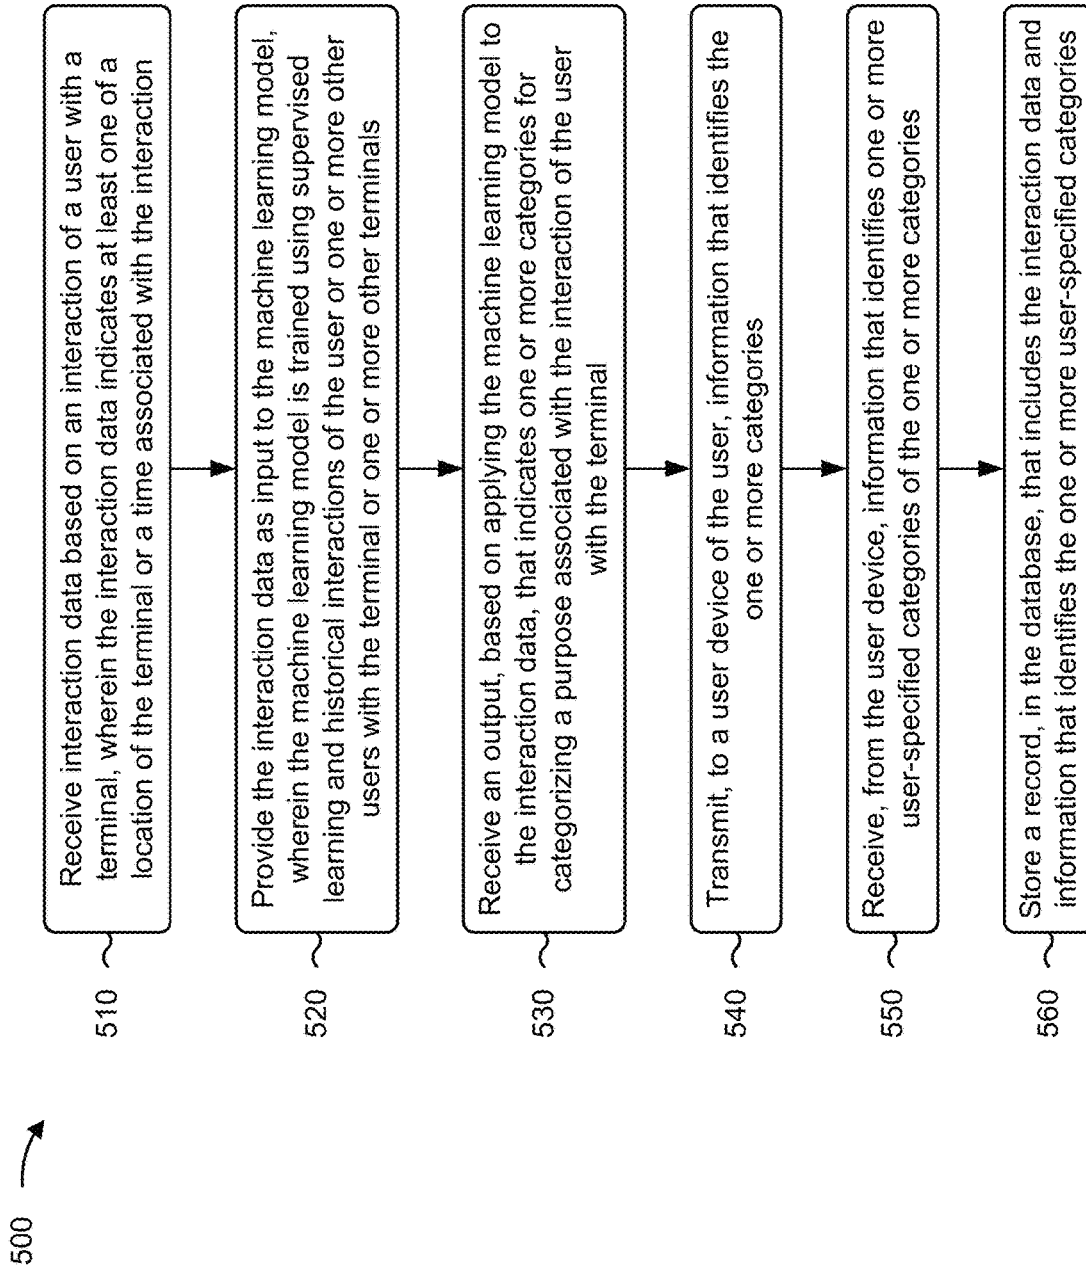 500
510
Receive interaction data based on an interaction of a user with a
terminal, wherein the interaction data indicates at least one of a
location of the terminal or a time associated with the interaction
520
Provide the interaction data as input to the machine learning model,
wherein the machine learning model is trained using supervised
learning and historical interactions of the user or one or more other
users with the terminal or one or more other terminals
530
Receive an output, based on applying the machine learning model to
the interaction data, that indicates one or more categories for
categorizing a purpose associated with the interaction of the user
with the terminal
540
Transmit, to a user device of the user, information that identifies the
one or more categories
550
Receive, from the user device, information that identifies one or more
user-specified categories of the one or more categories
560
Store a record, in the database, that includes the interaction data and
information that identifies the one or more user-specified categories